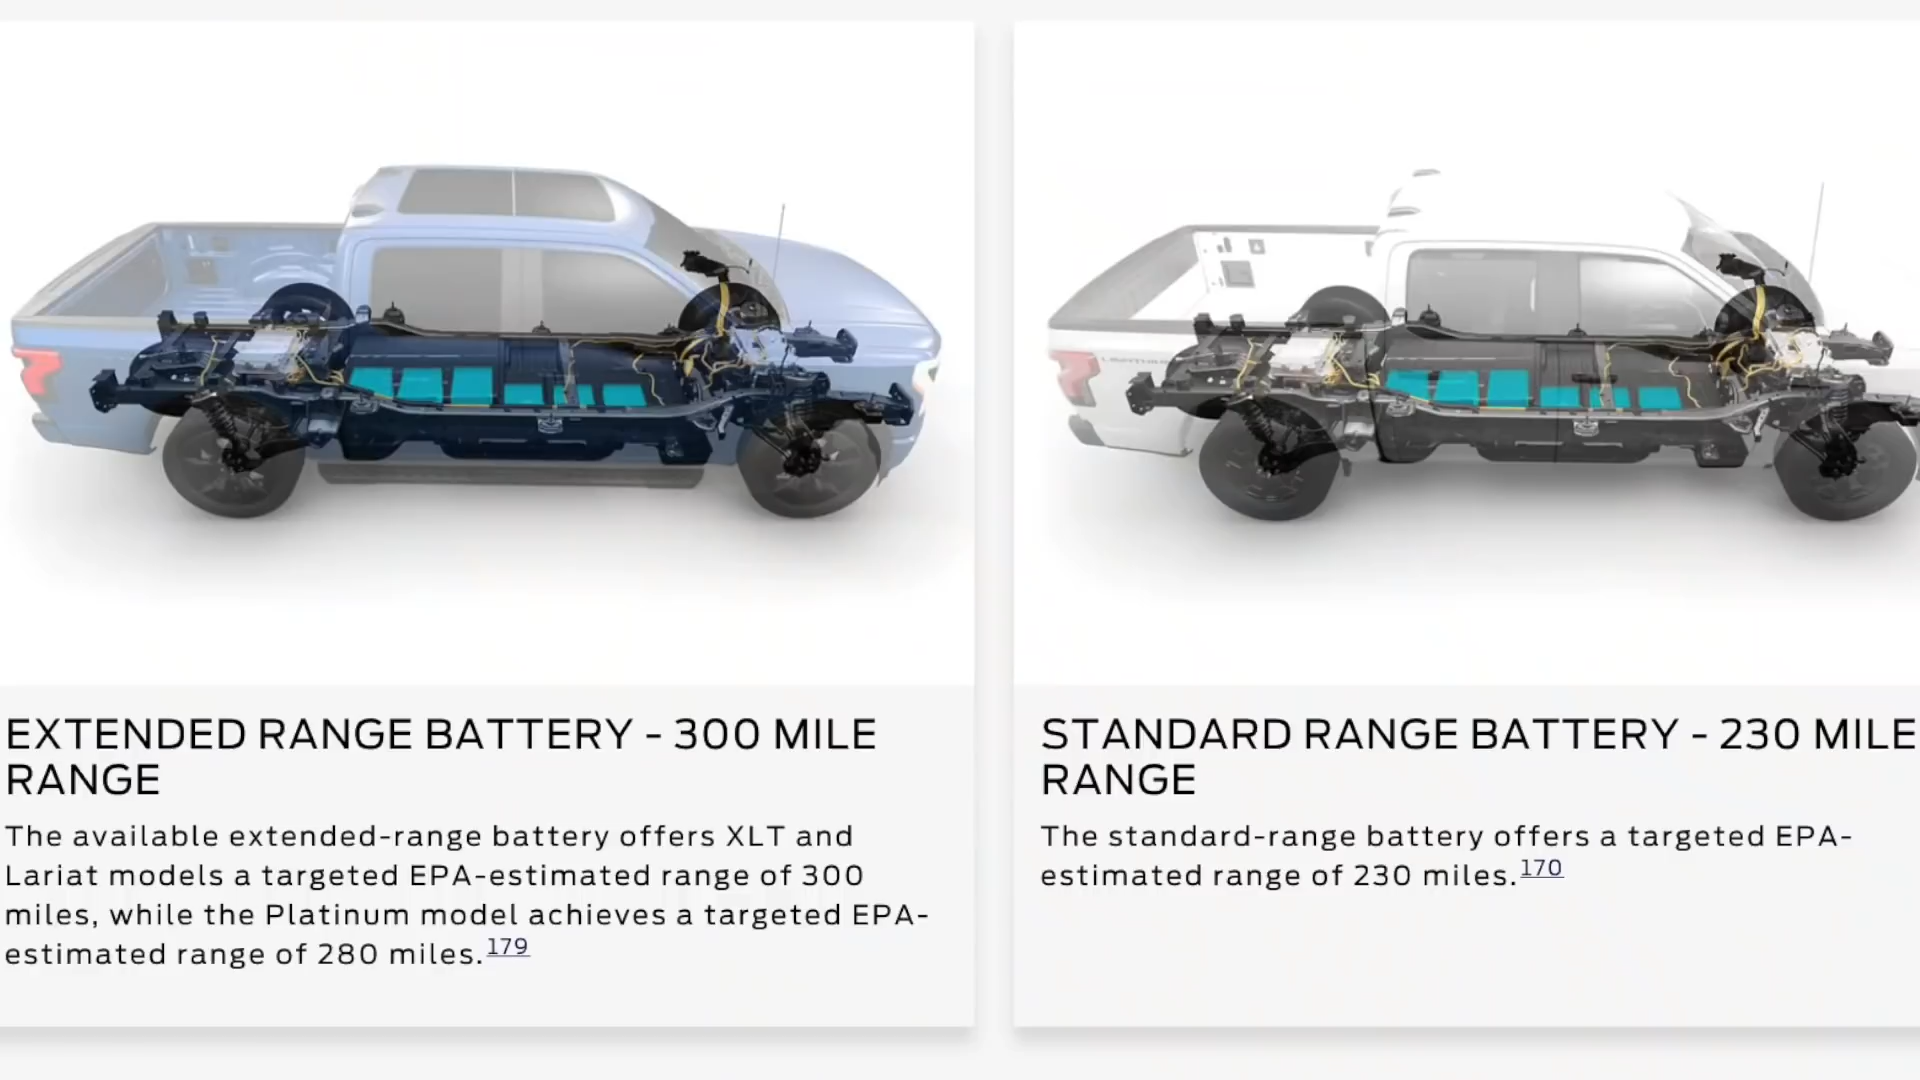 EXTENDED RANGE BATTERY - 300 MILE
RANGE
The available extended-range battery offers XLT and
Lariat models a targeted EPA-estimated range of 300
miles, while the Platinum model achieves a targeted EPA-
estimated range of 280 miles.179
STANDARD RANGE BATTERY - 230 MILE
RANGE
The standard-range battery offers a targeted EPA-
estimated range of 230 miles.170